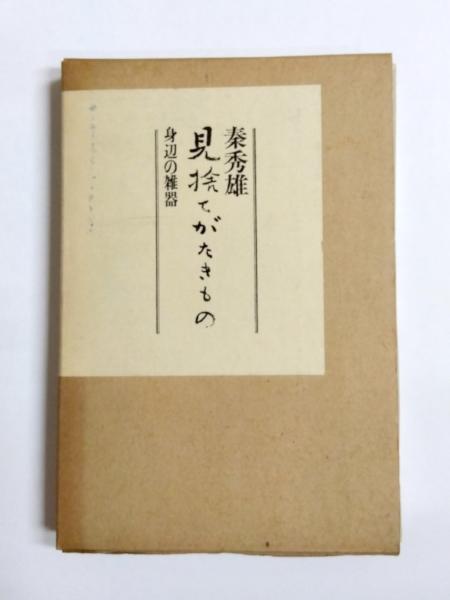 秦秀雄
見捨てがたきもの
身辺の雑器